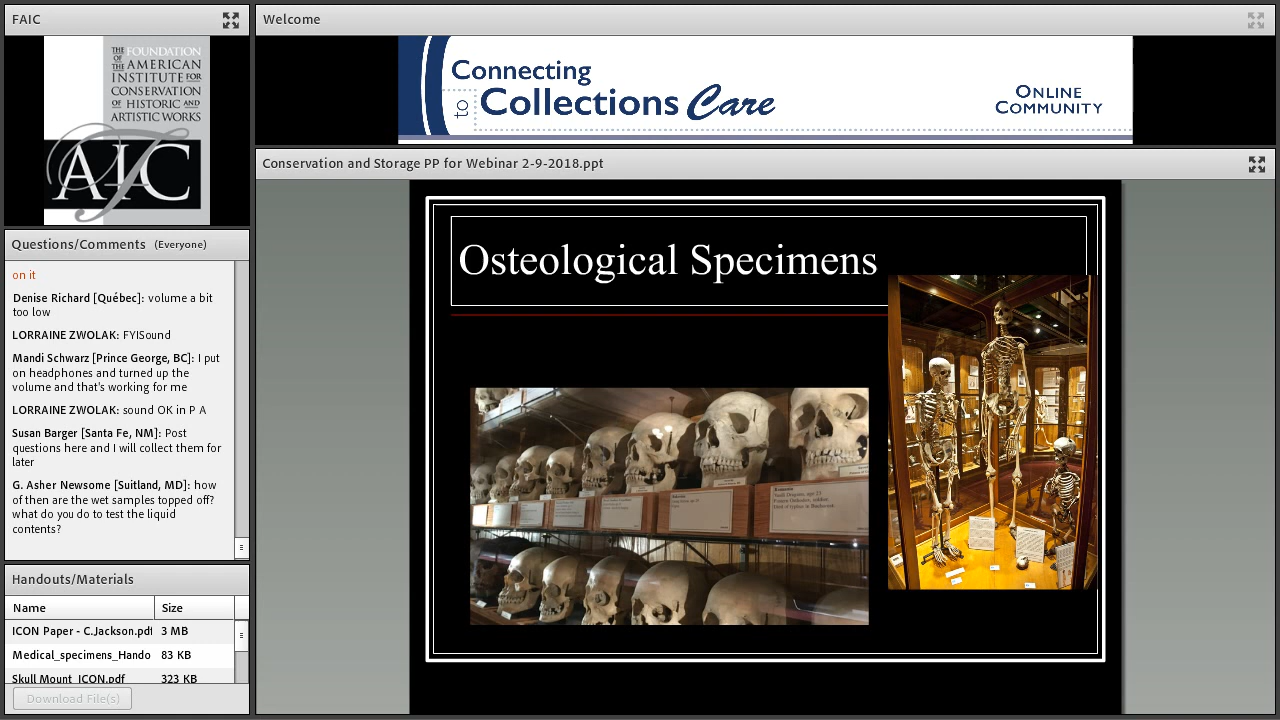 FAIC
THE FOUNDATION
OF THE AMERICAN
INSTITUTE FOR
CONSERVATION
OF HISTORIC AND
ARTISTIC WORKS
AIC
Questions/Comments (Everyone)
on it
Denise Richard [Québec]: volume a bit
too low
LORRAINE ZWOLAK: FYISound
Mandi Schwarz [Prince George, BC]: I put
on headphones and turned up the
volume and that's working for me
LORRAINE ZWOLAK: sound OK in P A
Susan Barger [Santa Fe, NM]: Post
questions here and I will collect them for
later
G. Asher Newsome [Suitland, MD]: how
of then are the wet samples topped off?
what do you do to test the liquid
contents?
Handouts/Materials
Name Size
ICON Paper - C.Jackson.pdf 3 MB
Medical_specimens_Hando 83 KB
Skull Mount_ICON.pdf 323 KB
Download File(s)
Welcome
Connecting
to Collections Care
ONLINE
COMMUNITY
Conservation and Storage PP for Webinar 2-9-2018.ppt
Osteological Specimens